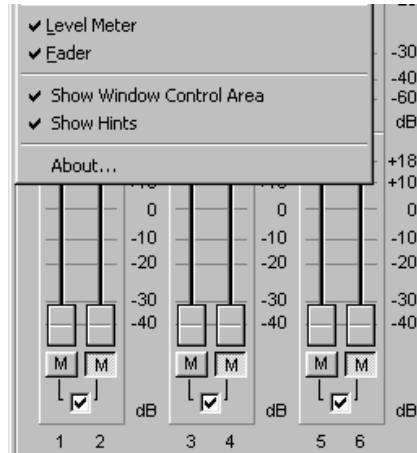 Level Meter
-30
Fader
-40
Show Window Control Area
-60
Show Hints
dB
About...
+18
+10
0 0 0
-10 -10 -10
-20 -20 -20
-30 -30 -30
-40 -40 -40
M M M M M M
dB dB dB
1 2 3 4 5 6